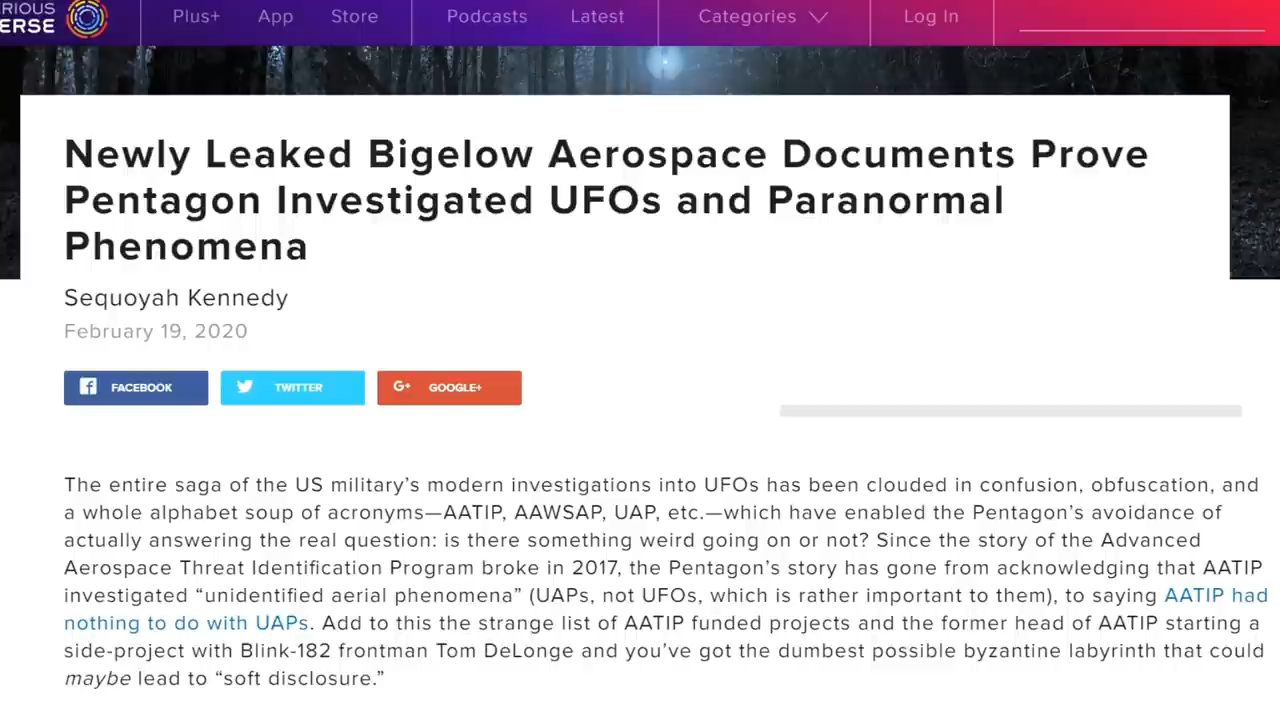 ERIOUS
ERSE
Plus+
App
Store
Podcasts
Latest
Categories
Log In
Newly Leaked Bigelow Aerospace Documents Prove
Pentagon Investigated UFOs and Paranormal
Phenomena
Sequoyah Kennedy
February 19, 2020
FACEBOOK
TWITTER
G+ GOOGLE+
The entire saga of the US military’s modern investigations into UFOs has been clouded in confusion, obfuscation, and
a whole alphabet soup of acronyms—AATIP, AAWSAP, UAP, etc.—which have enabled the Pentagon’s avoidance of
actually answering the real question: is there something weird going on or not? Since the story of the Advanced
Aerospace Threat Identification Program broke in 2017, the Pentagon’s story has gone from acknowledging that AATIP
investigated “unidentified aerial phenomena” (UAPs, not UFOs, which is rather important to them), to saying AATIP had
nothing to do with UAPs. Add to this the strange list of AATIP funded projects and the former head of AATIP starting a
side-project with Blink-182 frontman Tom DeLonge and you’ve got the dumbest possible byzantine labyrinth that could
maybe lead to “soft disclosure.”